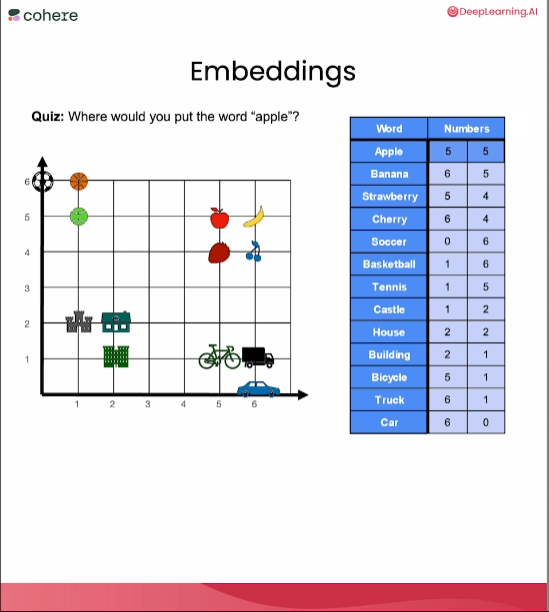 cohere
DeepLearning.AI
Embeddings
Quiz: Where would you put the word “apple”?
Word Numbers
Apple 5 5
Banana 6 5
Strawberry 5 4
Cherry 6 4
Soccer 0 6
Basketball 1 6
Tennis 1 5
Castle 1 2
House 2 2
Building 2 1
Bicycle 5 1
Truck 6 1
Car 6 0
6
5
4
3
2
1
1 2 3 4 5 6